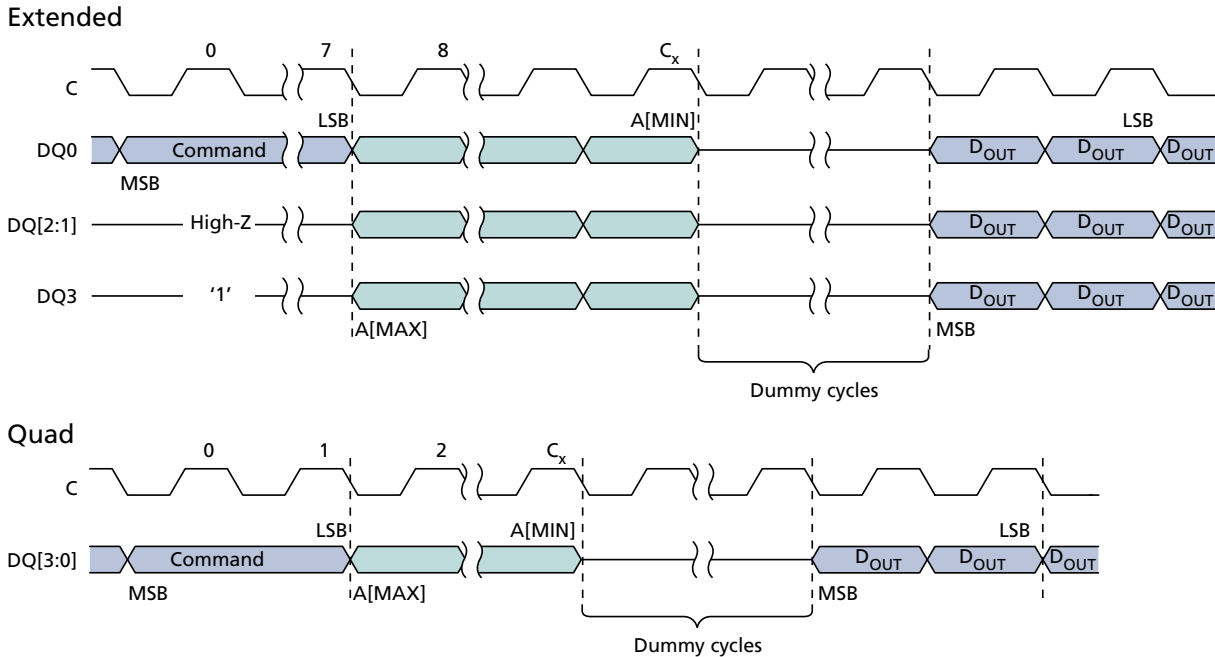 Extended
0 7 8 Cx
C
LSB A[MIN] LSB
DQ0 Command DOUT DOUT DOUT
MSB
DQ[2:1] High-Z DOUT DOUT DOUT
DQ3 '1' DOUT DOUT DOUT
A[MAX] MSB
Dummy cycles
Quad
0 1 2 Cx
C
LSB A[MIN] LSB
DQ[3:0] Command DOUT DOUT DOUT
MSB A[MAX] MSB
Dummy cycles